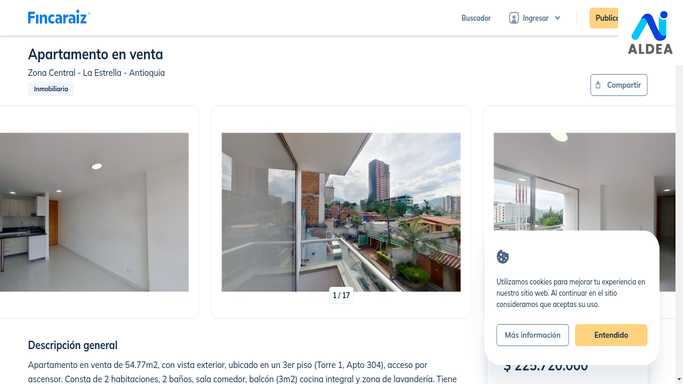 Fincaraiz
Buscador
Ingresar
Public
ALDEA
Apartamento en venta
Zona Central - La Estrella - Antioquia
Inmobiliario
Compartir
1 / 17
Utilizamos cookies para mejorar tu experiencia en
nuestro sitio web. Al continuar en el sitio
consideramos que aceptas su uso.
Más información
Entendido
$ 225.720.000
Descripción general
Apartamento en venta de 54.77m2, con vista exterior, ubicado en un 3er piso (Torre 1, Apto 304), acceso por
ascensor. Consta de 2 habitaciones, 2 baños, sala comedor, balcón (3m2) cocina integral y zona de lavandería. Tiene